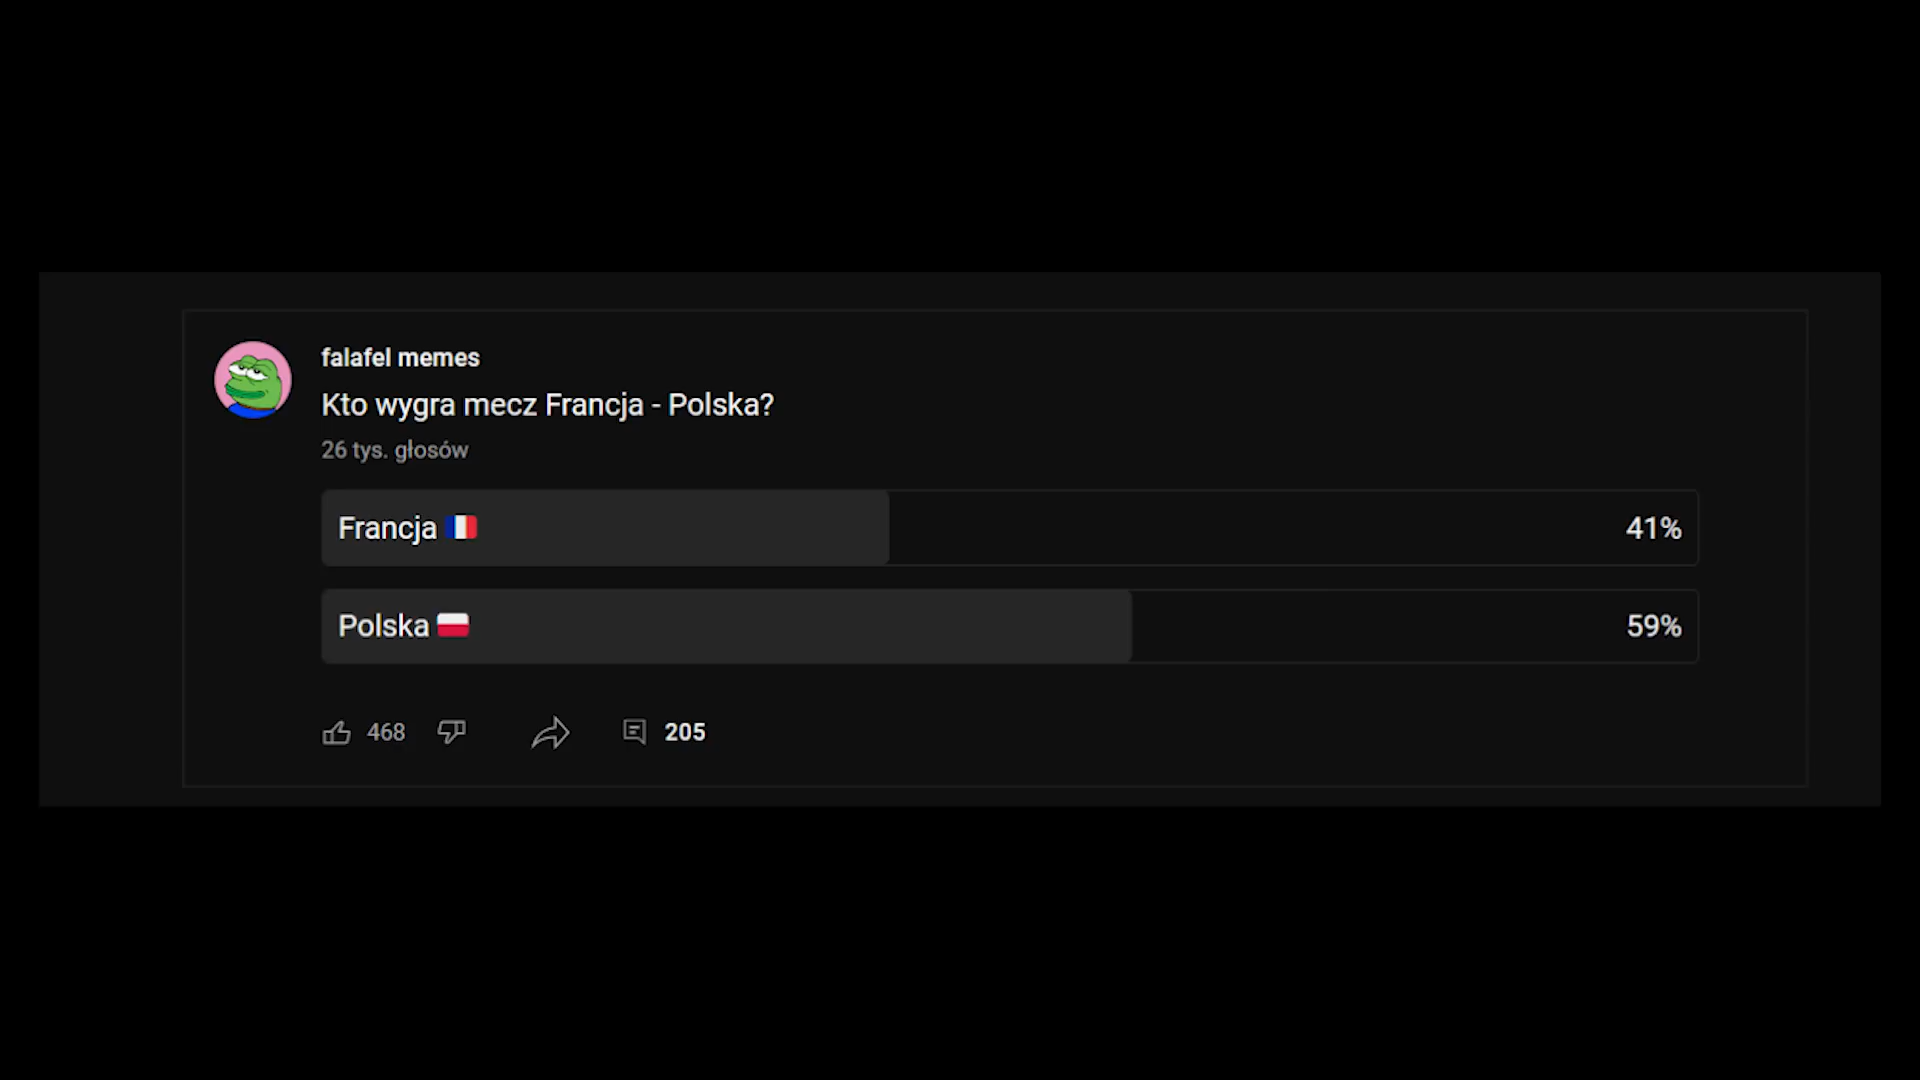 falafel memes
Kto wygra mecz Francja - Polska?
26 tys. głosów
Francja 🇫🇷 41%
Polska 🇵🇱 59%
468 205